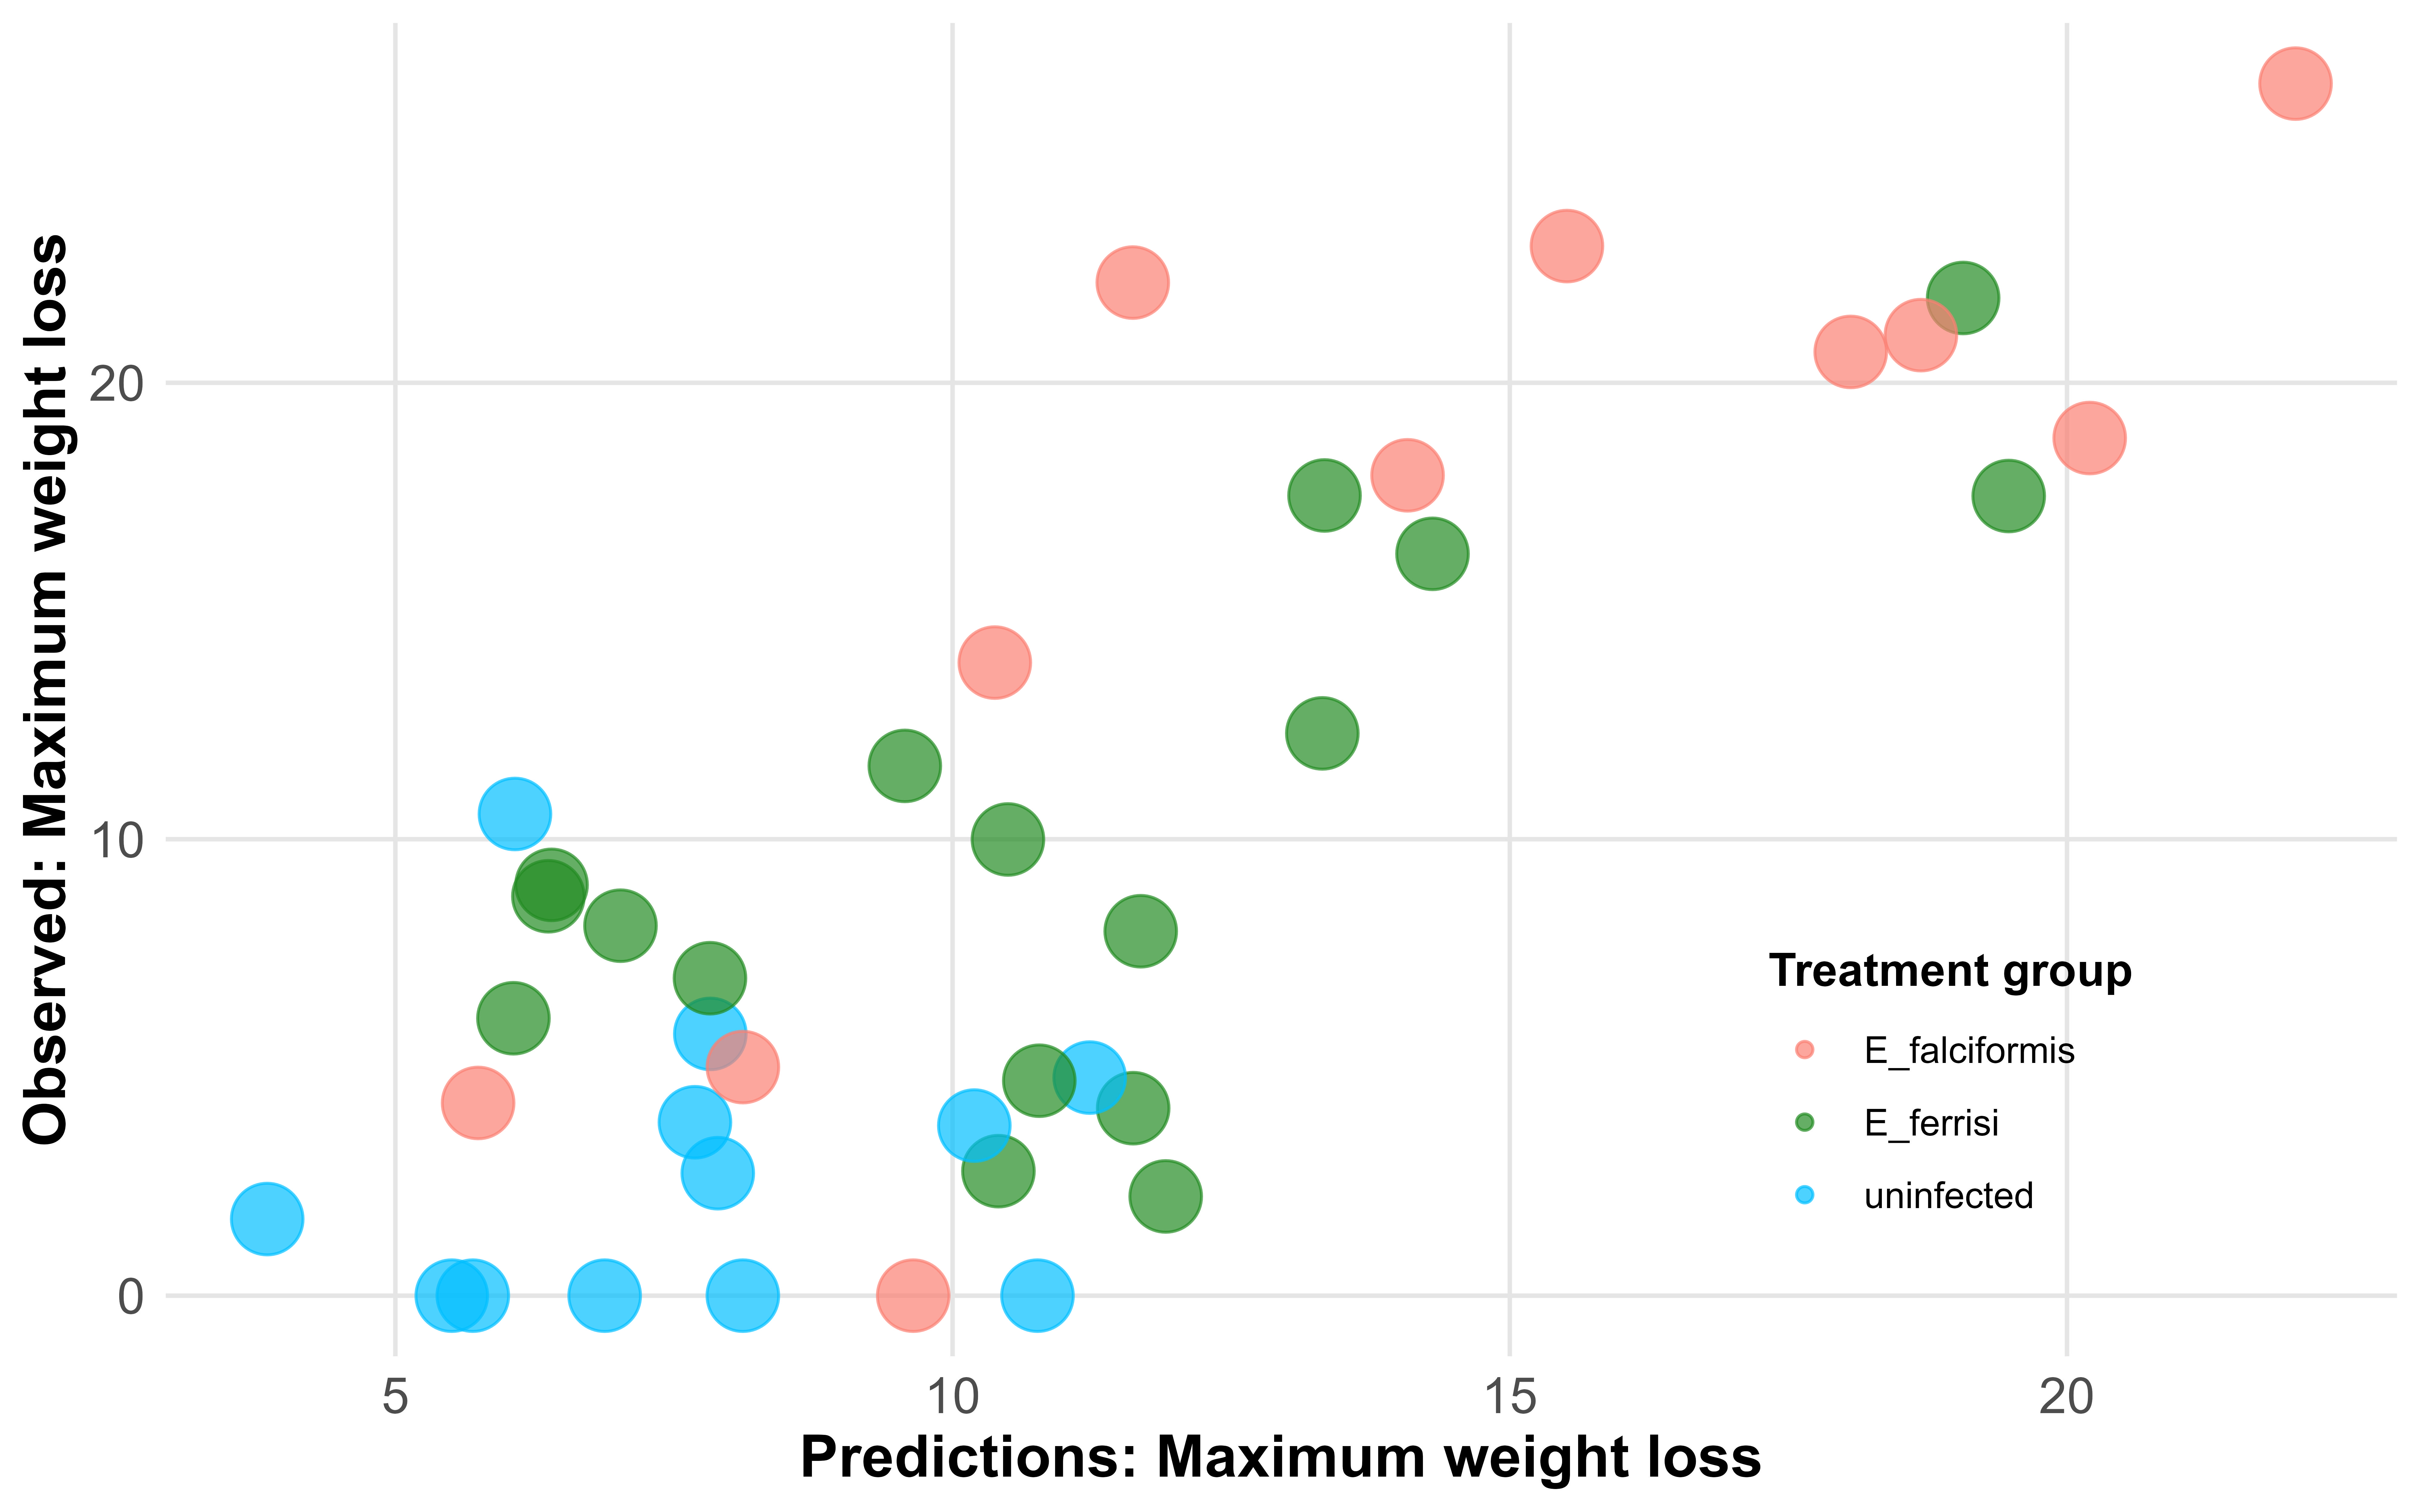 Observed: Maximum weight loss
20
10
0
5
10
15
20
Predictions: Maximum weight loss
Treatment group
E_falciformis
E_ferrisi
uninfected